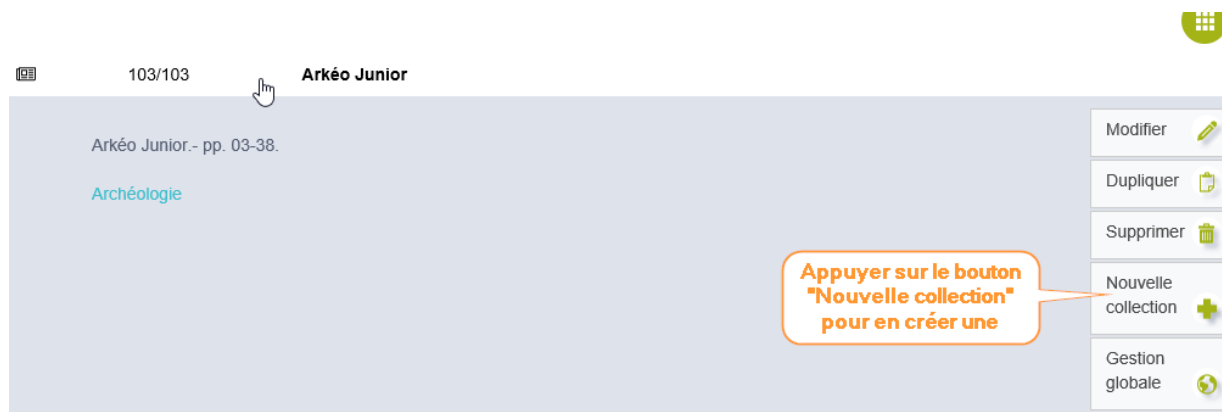 103/103 Arkéo Junior
Arkéo Junior.- pp. 03-38.
Archéologie
Modifier
Dupliquer
Supprimer
Appuyer sur le bouton
"Nouvelle collection"
pour en créer une
Nouvelle
collection
Gestion
globale